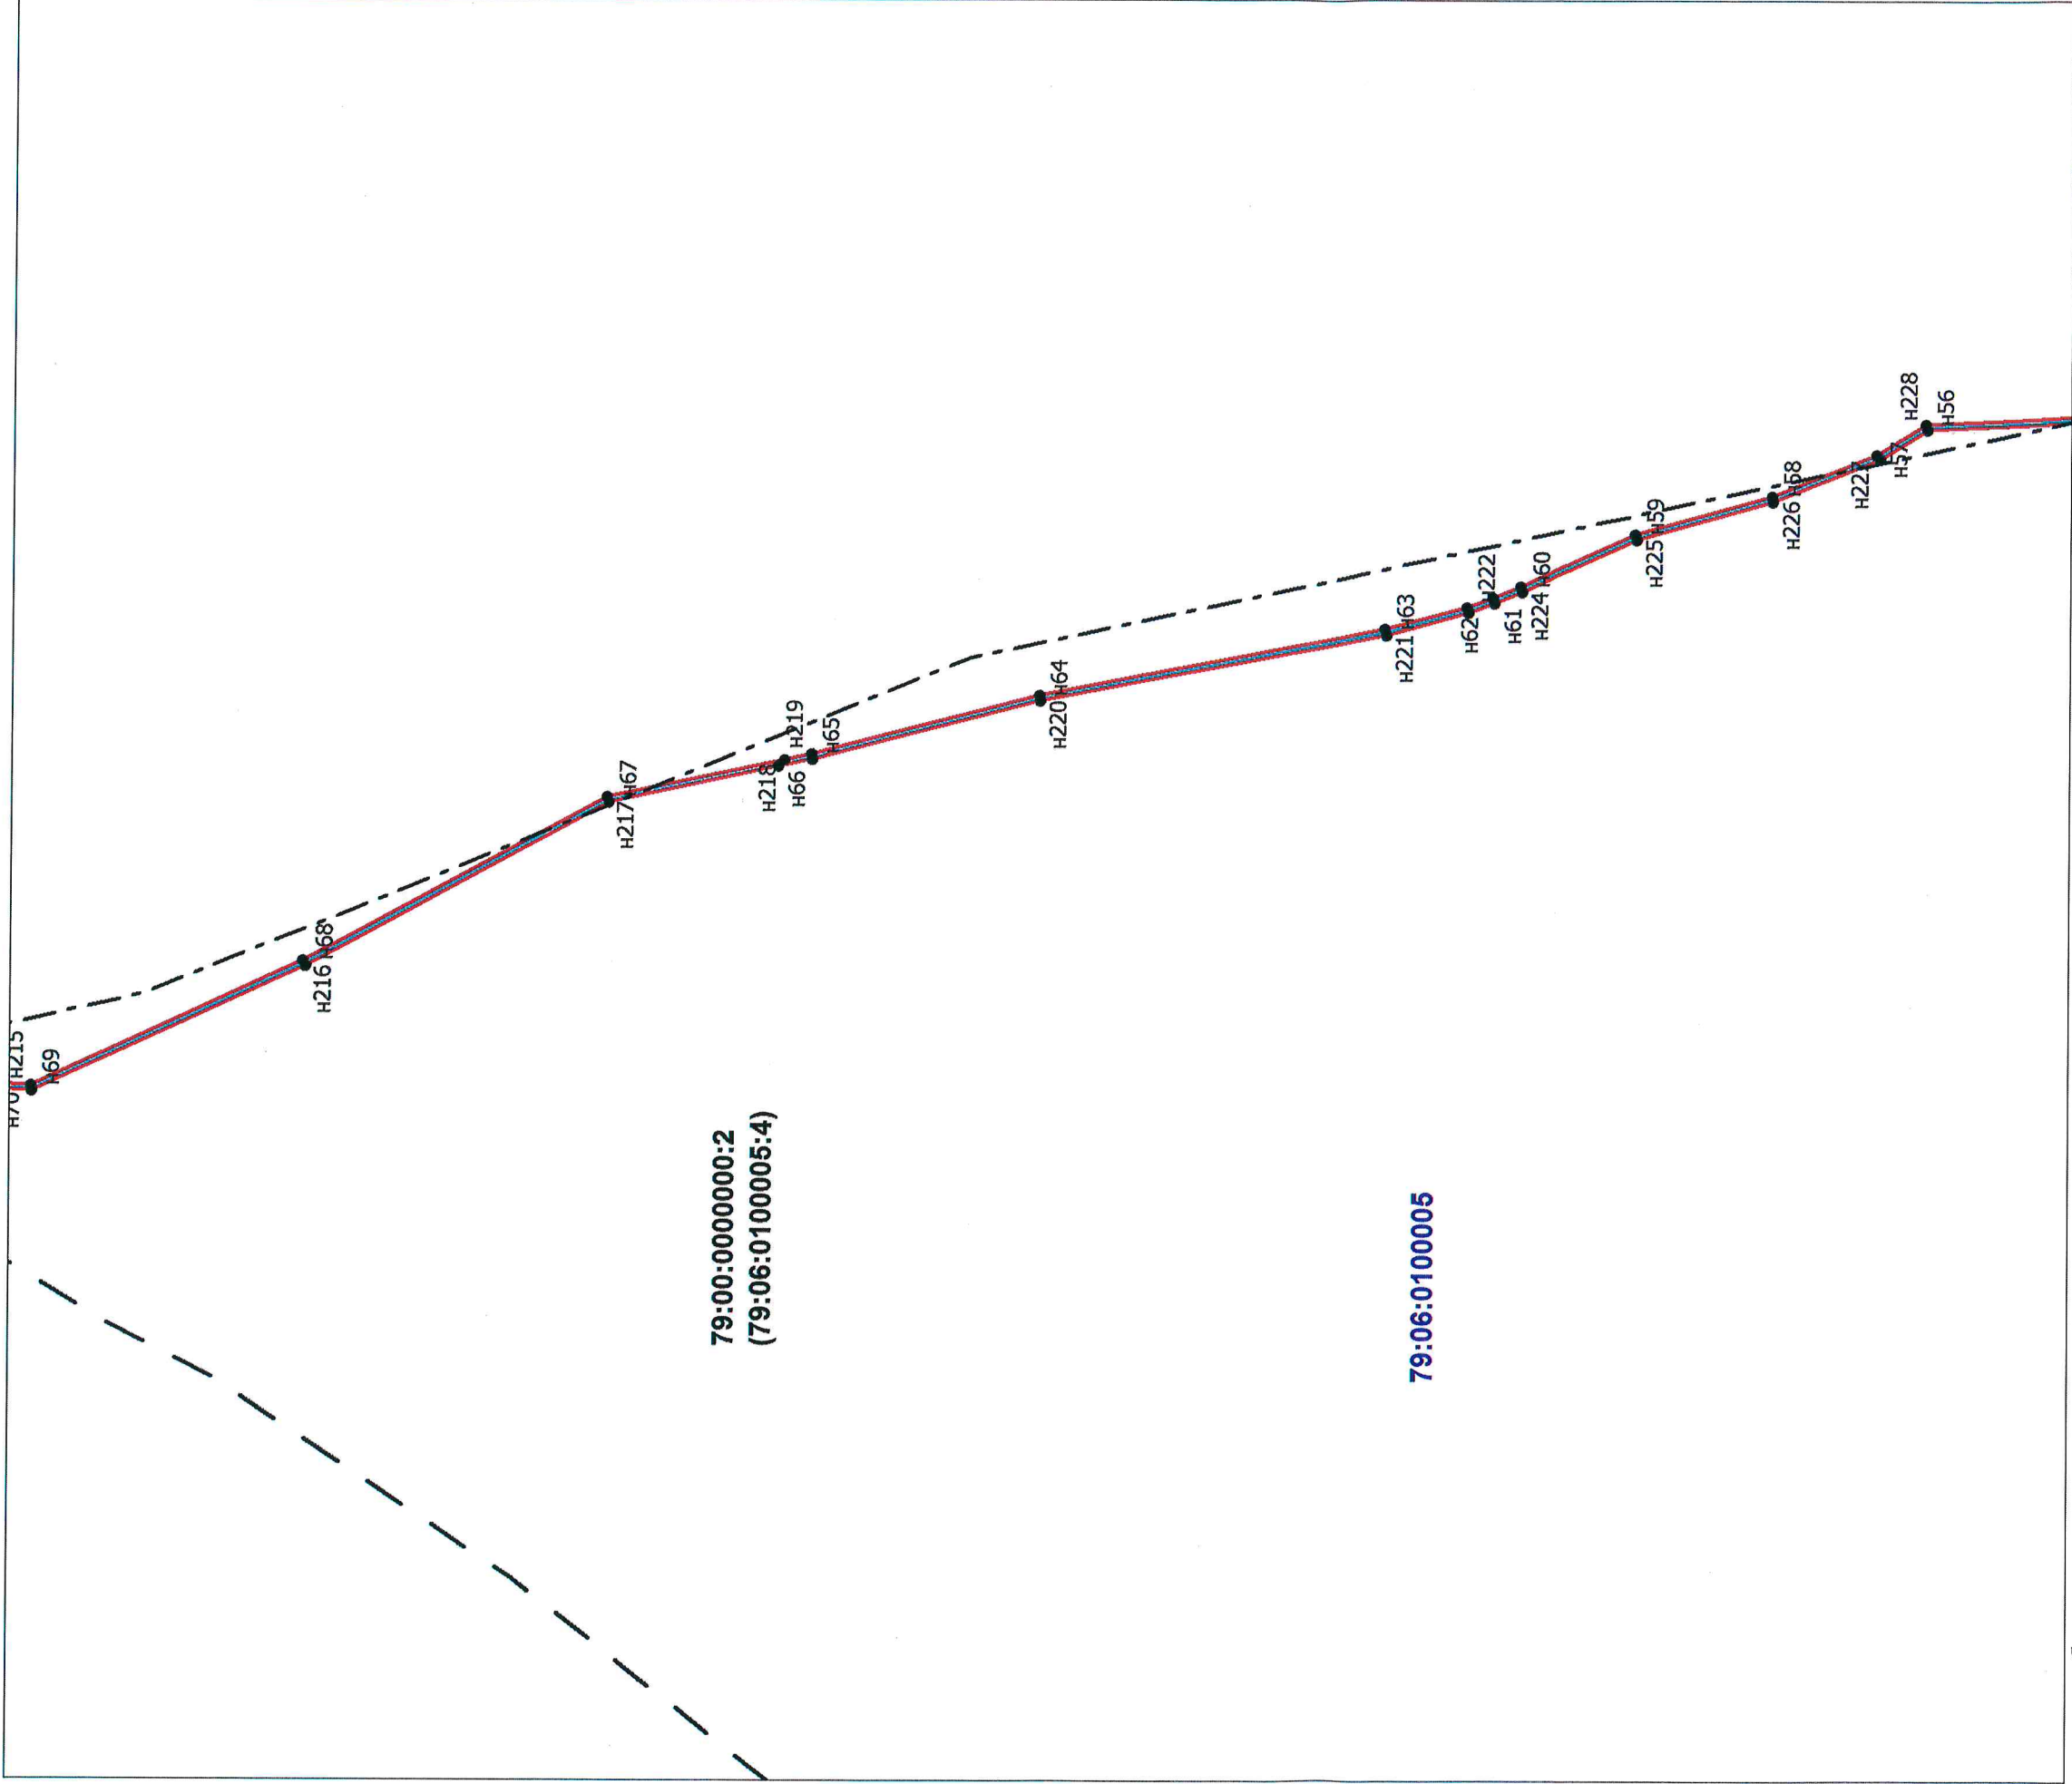 н215
н70
н69
н68
н216
н67
н217
н219
н218
н66
н65
н64
н220
н63
н221
н222
н62
н61
н60
н224
н59
н225
н58
н226
н227
н57
н228
н56
79:00:0000000:2
(79:06:0100005:4)
79:06:0100005